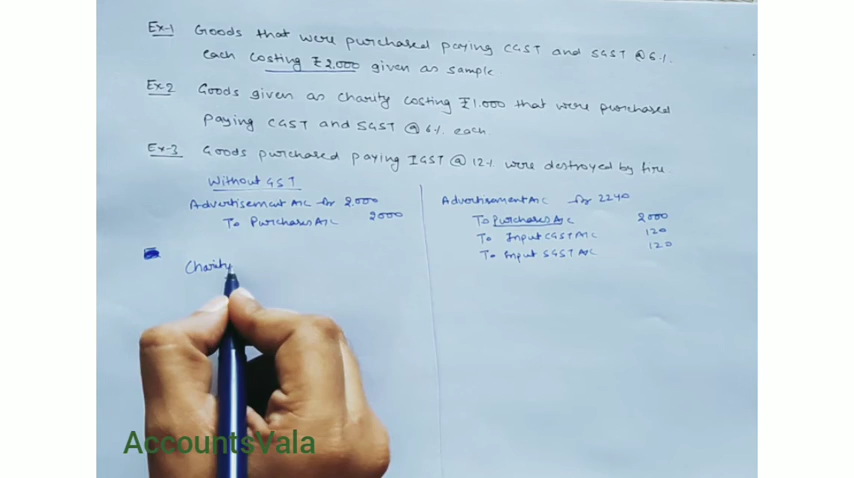 Ex-1 Goods that were purchased paying CGST and SGST @6%.
each costing ₹2,000 given as sample
Ex-2 Goods given as charity costing ₹1,000 that were purchased
paying CGST and SGST @ 6%. each.
Ex-3 Goods purchased paying IGST @ 12% were destroyed by fire
Without GST
Advertisement A/c Dr 2,000
To Purchases A/c 2000
Advertisement A/c Dr 2240
To Purchases A/c 2000
To Input CGST A/c 120
To Input SGST A/c 120
Charity
AccountsVala